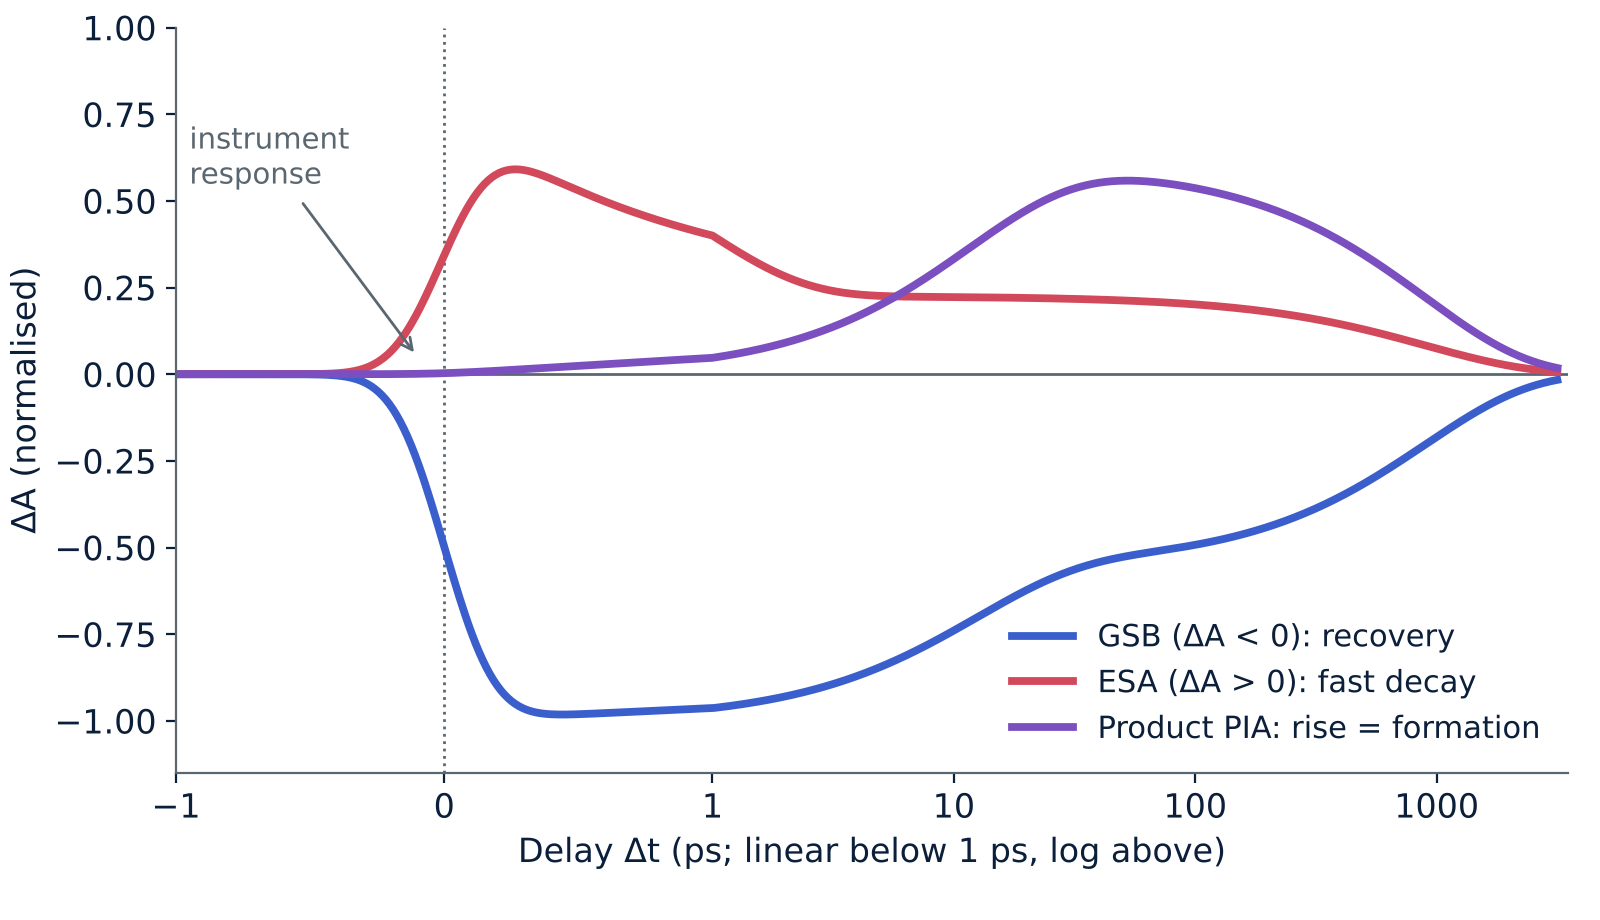 1.00
0.75
0.50
0.25
0.00
−0.25
−0.50
−0.75
−1.00
ΔA (normalised)
instrument
response
GSB (ΔA < 0): recovery
ESA (ΔA > 0): fast decay
Product PIA: rise = formation
−1 0 1 10 100 1000
Delay Δt (ps; linear below 1 ps, log above)